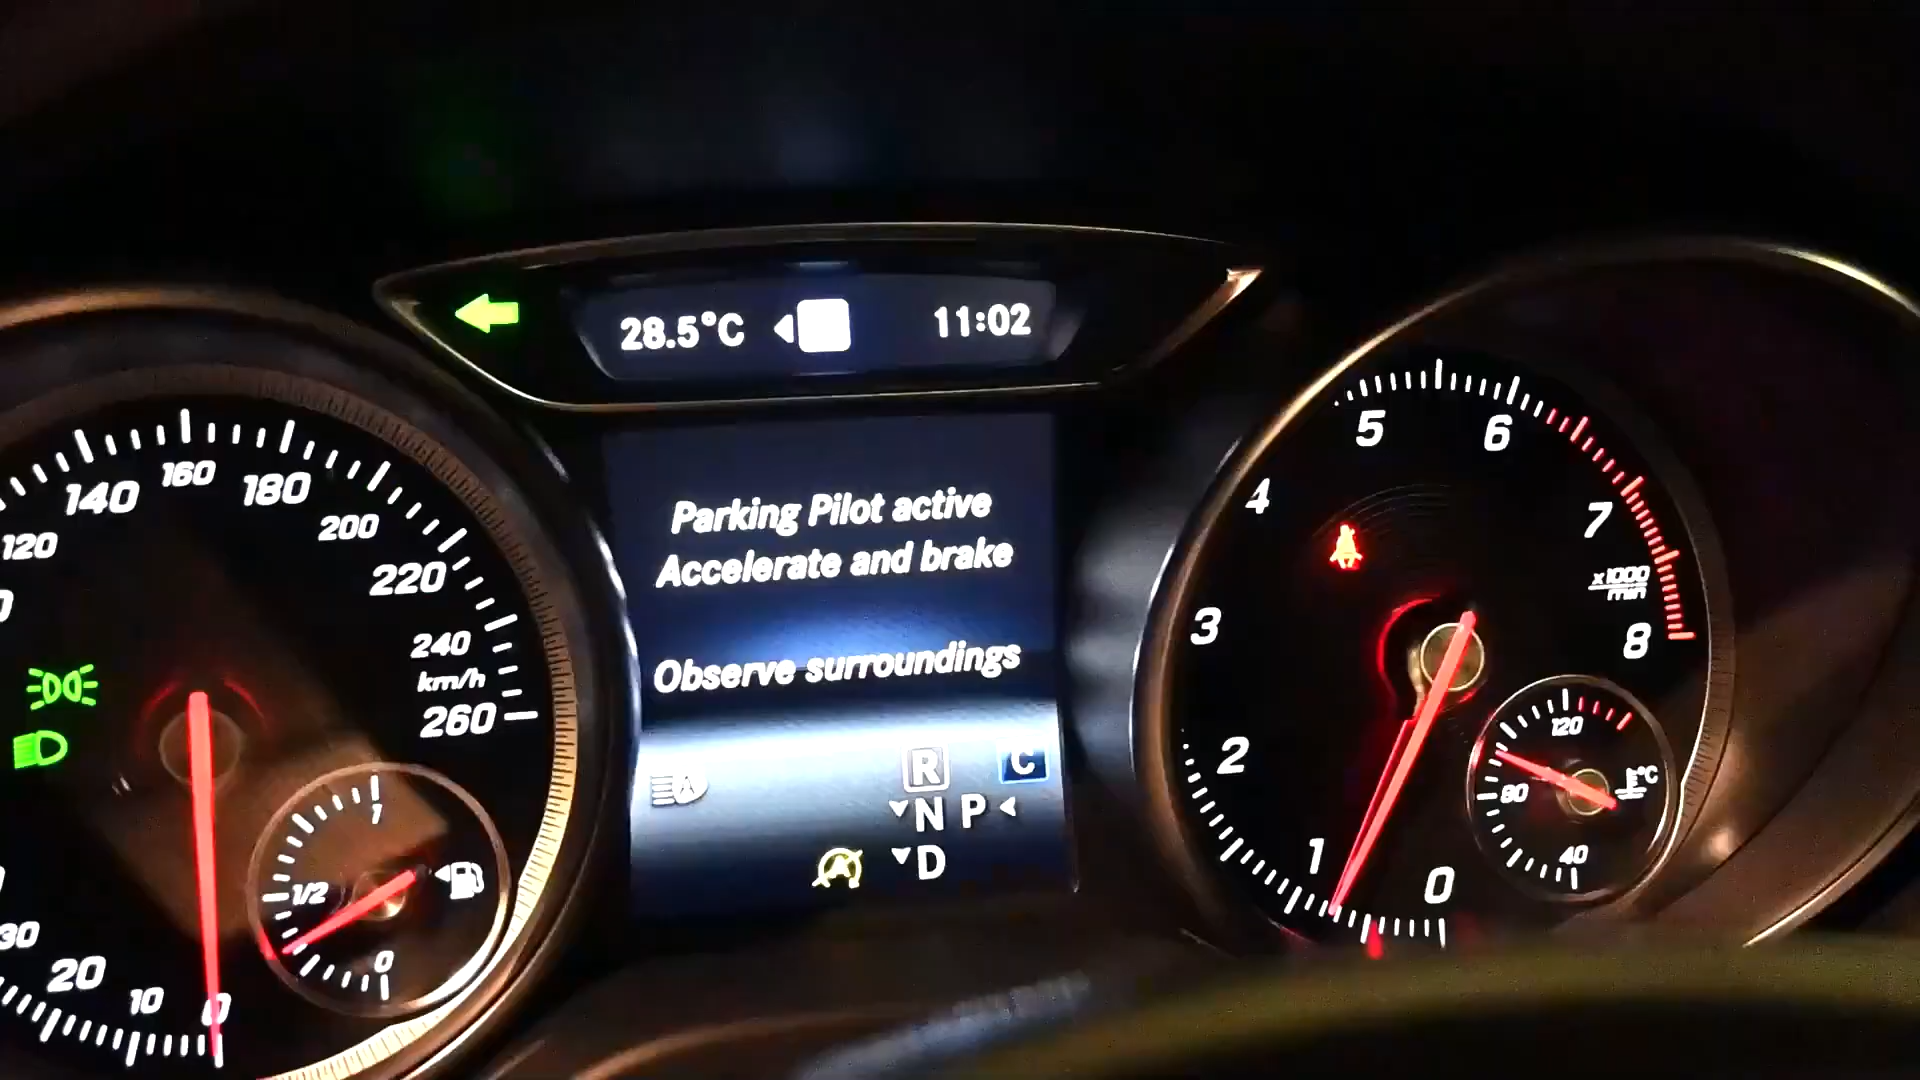 28.5°C
11:02
Parking Pilot active
Accelerate and brake
Observe surroundings
R
C
N P
D
120
140
160
180
200
220
240
km/h
260
30
20
10
0
1
1/2
0
0
1
2
3
4
5
6
7
x1000
min
8
120
°C
80
40